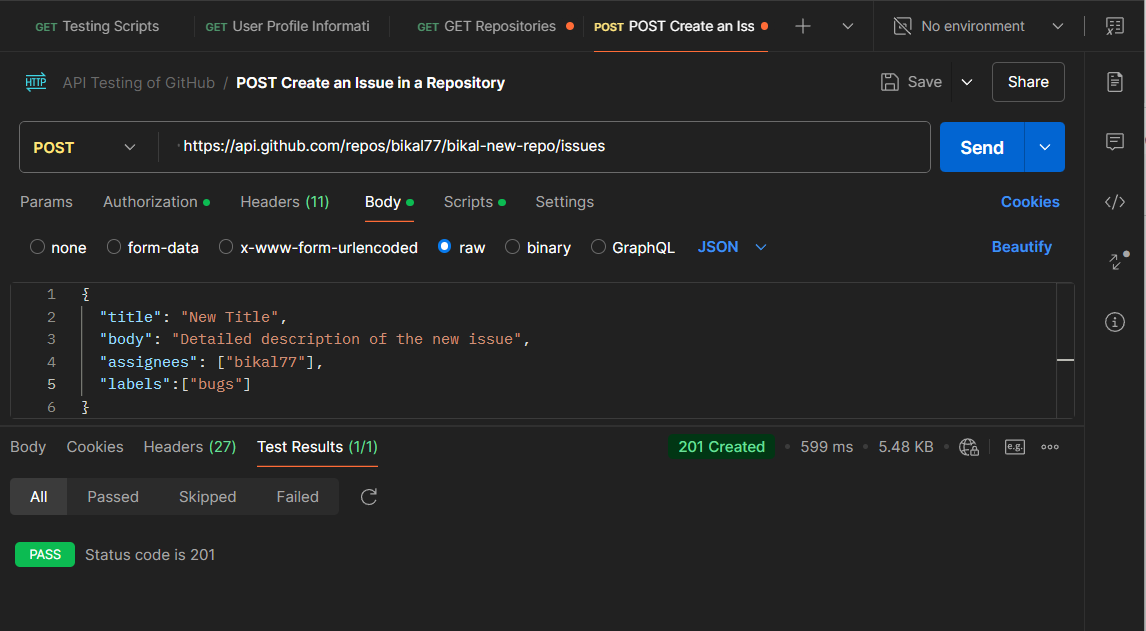 GET Testing Scripts GET User Profile Informati GET GET Repositories POST POST Create an Iss No environment
HTTP API Testing of GitHub / POST Create an Issue in a Repository Save Share
POST https://api.github.com/repos/bikal77/bikal-new-repo/issues Send
Params Authorization Headers (11) Body Scripts Settings Cookies
none form-data x-www-form-urlencoded raw binary GraphQL JSON Beautify
1 {
2 "title": "New Title",
3 "body": "Detailed description of the new issue",
4 "assignees": ["bikal77"],
5 "labels":["bugs"]
6 }
Body Cookies Headers (27) Test Results (1/1) 201 Created 599 ms 5.48 KB e.g.
All Passed Skipped Failed
PASS Status code is 201